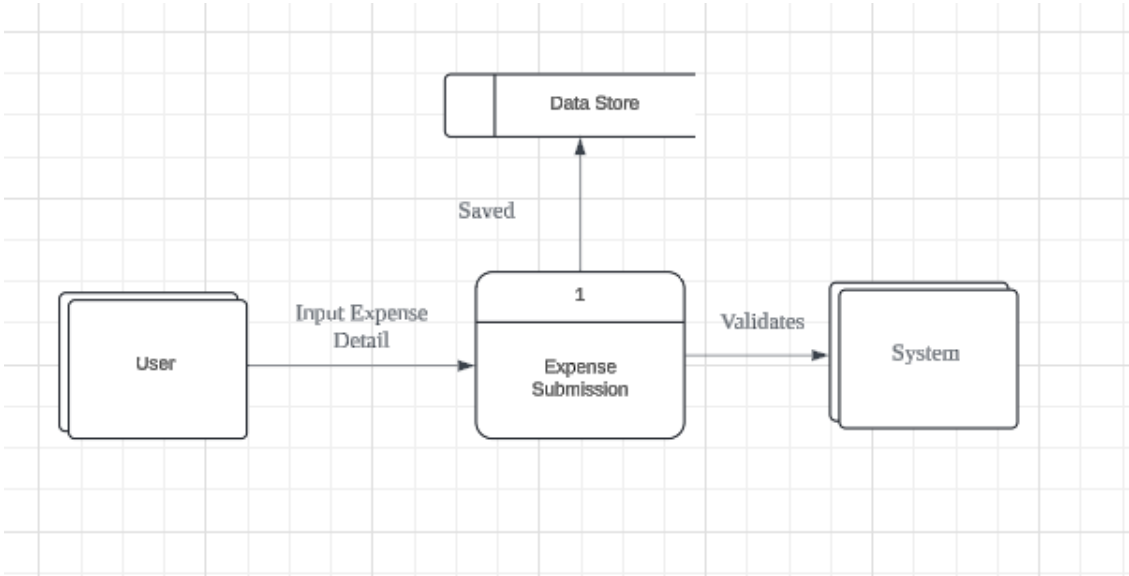 Data Store
Saved
1
Input Expense
Detail
Validates
User
Expense
Submission
System